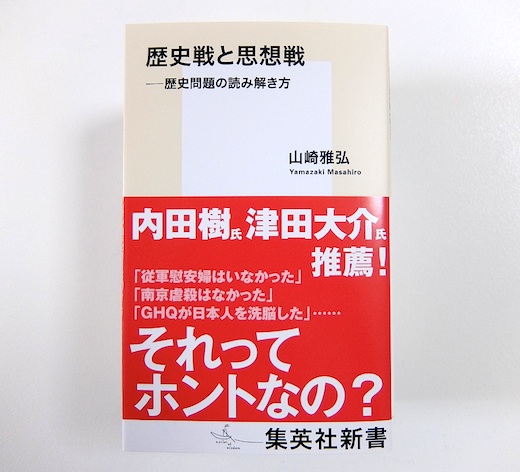 歴史戦と思想戦
――歴史問題の読み解き方
山崎雅弘
Yamazaki Masahiro
内田樹氏 津田大介氏
推薦！
「従軍慰安婦はいなかった」
「南京虐殺はなかった」
「GHQが日本人を洗脳した」……
それって
ホントなの？
集英社新書